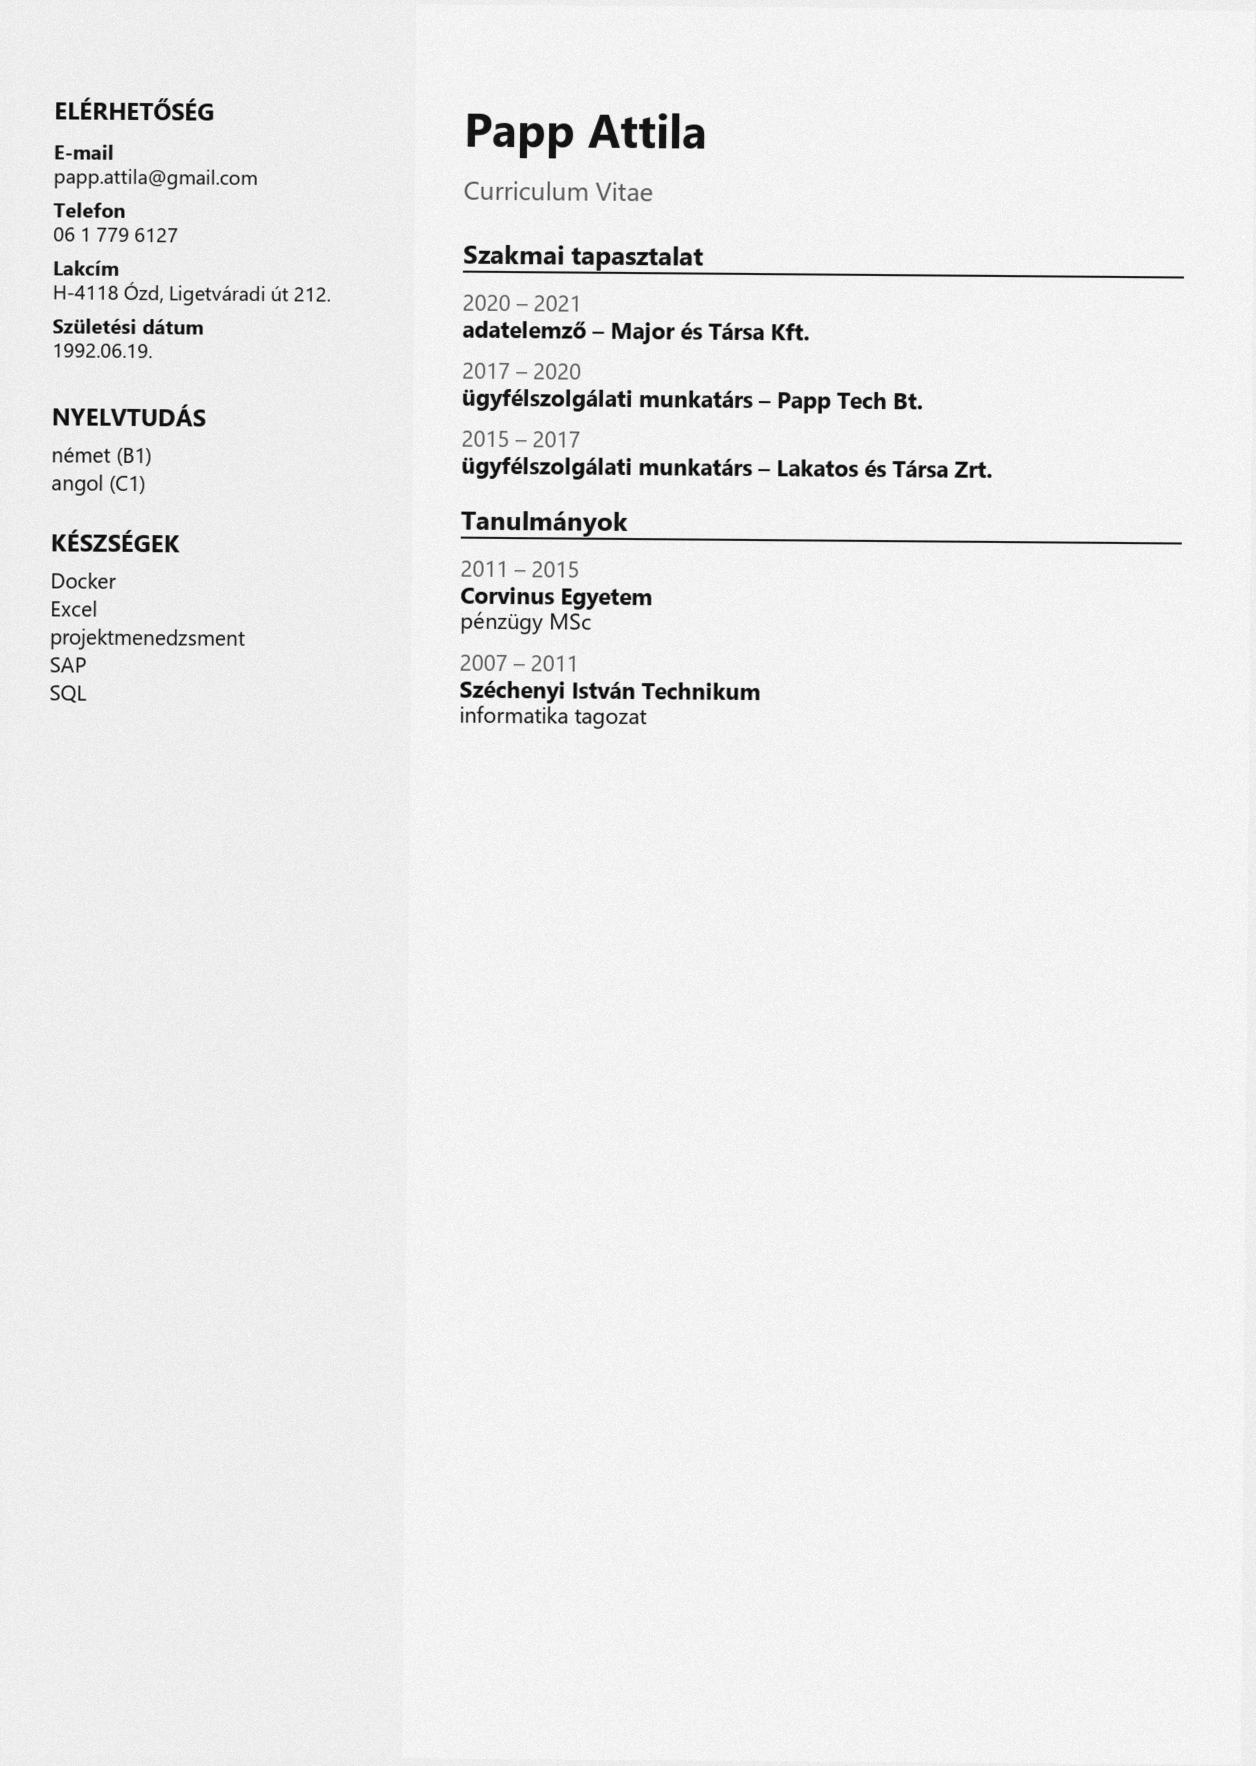 ELÉRHETŐSÉG
E-mail
papp.attila@gmail.com
Telefon
06 1 779 6127
Lakcím
H-4118 Ózd, Ligetváradi út 212.
Születési dátum
1992.06.19.
NYELVTUDÁS
német (B1)
angol (C1)
KÉSZSÉGEK
Docker
Excel
projektmenedzsment
SAP
SQL
Papp Attila
Curriculum Vitae
Szakmai tapasztalat
2020 – 2021
adatelemző – Major és Társa Kft.
2017 – 2020
ügyfélszolgálati munkatárs – Papp Tech Bt.
2015 – 2017
ügyfélszolgálati munkatárs – Lakatos és Társa Zrt.
Tanulmányok
2011 – 2015
Corvinus Egyetem
pénzügy MSc
2007 – 2011
Széchenyi István Technikum
informatika tagozat